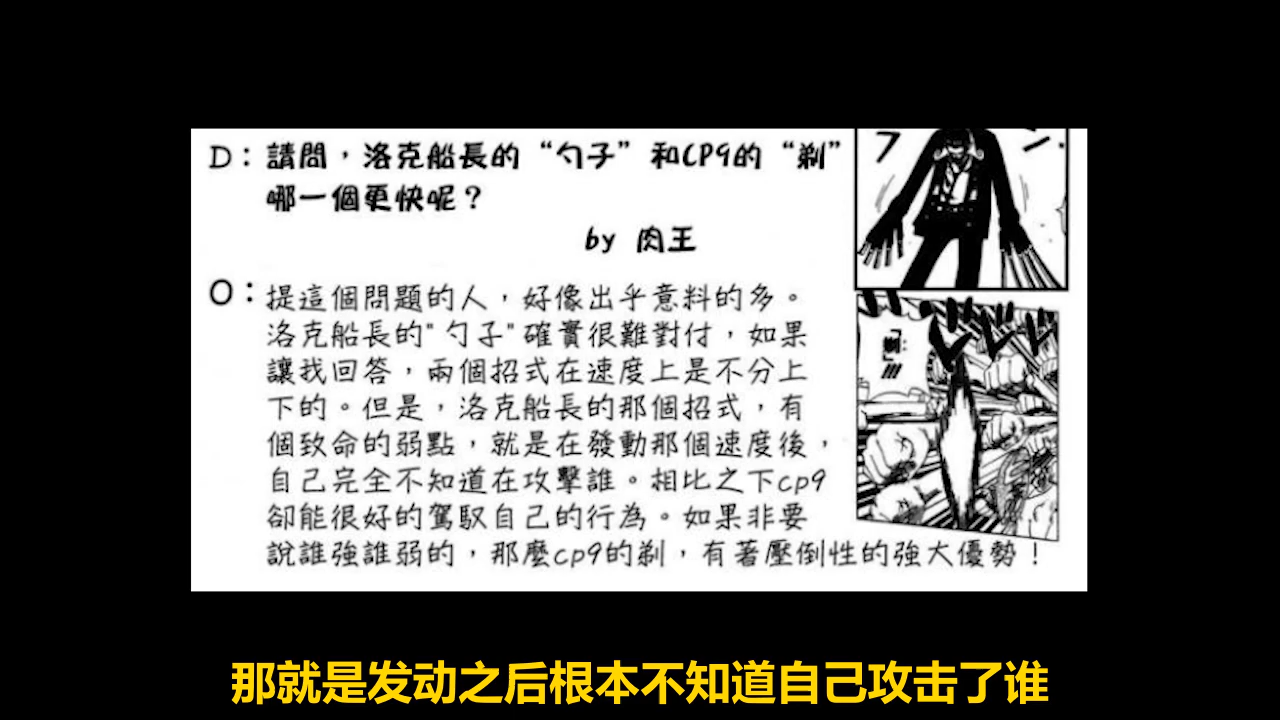 D：請問，洛克船長的“勺子”和CP9的“剃”
哪一個更快呢？
by 肉王
O：提這個問題的人，好像出乎意料的多。
洛克船長的"勺子"確實很難對付，如果
讓我回答，兩個招式在速度上是不分上
下的。但是，洛克船長的那個招式，有
個致命的弱點，就是在發動那個速度後，
自己完全不知道在攻擊誰。相比之下cp9
卻能很好的駕馭自己的行為。如果非要
說誰強誰弱的，那麼cp9的剃，有著壓倒性的強大優勢！
フ
ン.
「剃」!!!
那就是发动之后根本不知道自己攻击了谁